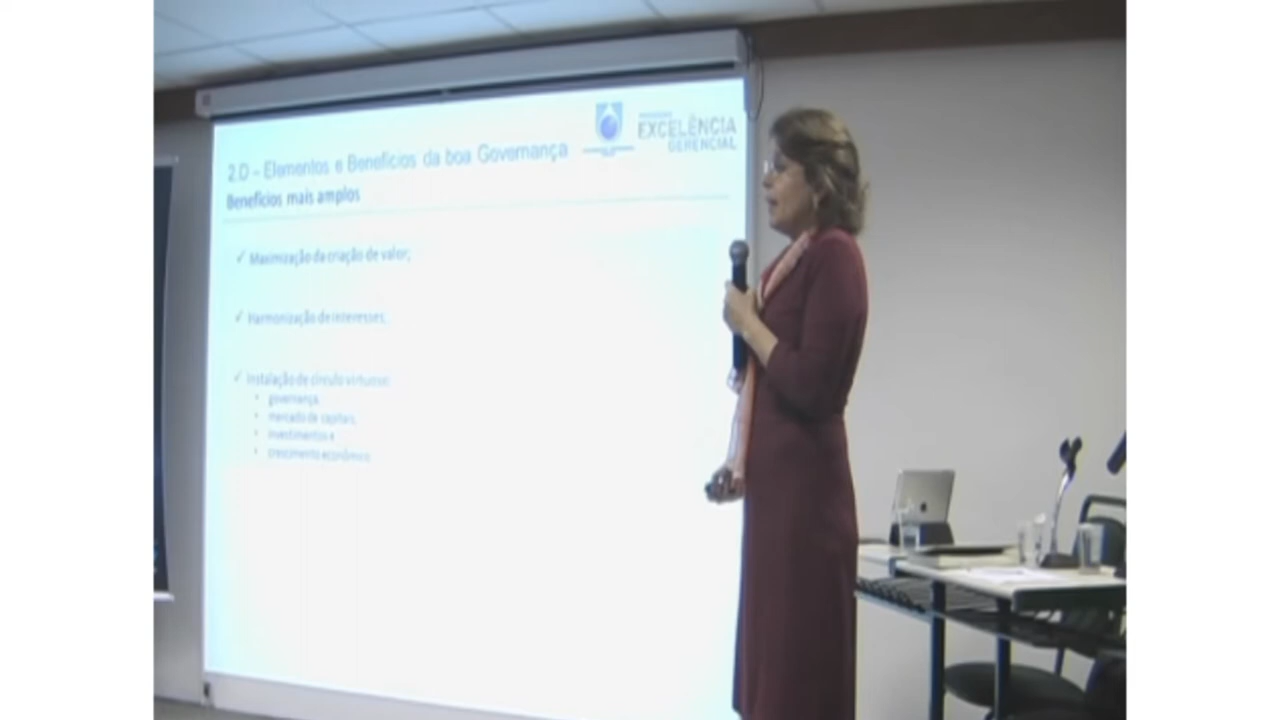 EXCELÊNCIA
GERENCIAL
2.D – Elementos e Benefícios da boa Governança
Benefícios mais amplos
✓ Maximização da criação de valor;
✓ Harmonização de interesses.
✓ Instalação de círculo virtuoso:
• governança,
• mercado de capitais,
• investimentos e
• crescimento econômico